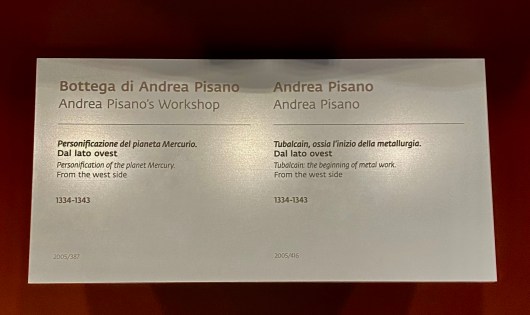 Bottega di Andrea Pisano
Andrea Pisano's Workshop
Personificazione del pianeta Mercurio.
Dal lato ovest
Personification of the planet Mercury.
From the west side
1334-1343
2005/387
Andrea Pisano
Andrea Pisano
Tubalcain, ossia l'inizio della metallurgia.
Dal lato ovest
Tubalcain: the beginning of metal work.
From the west side
1334-1343